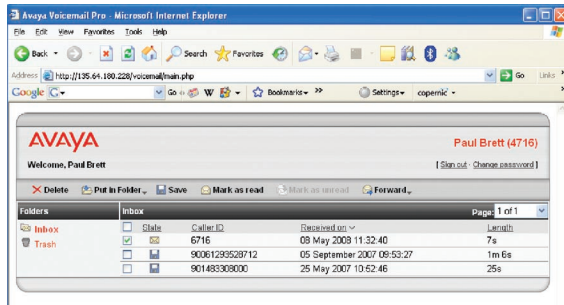 Avaya Voicemail Pro - Microsoft Internet Explorer
File Edit View Favorites Tools Help
Back Search Favorites
Address http://135.64.180.228/voicemail/main.php Go Links »
Google G Go W Bookmarks Settings copernic
AVAYA Paul Brett (4716)
Welcome, Paul Brett [ Sign out - Change password ]
Delete Put in Folder Save Mark as read Mark as unread Forward
Folders Inbox Page: 1 of 1
Inbox State Caller ID Received on Length
Trash 6716 08 May 2008 11:32:40 7s
90061293528712 05 September 2007 09:53:27 1m 6s
901483308000 25 May 2007 10:52:46 25s